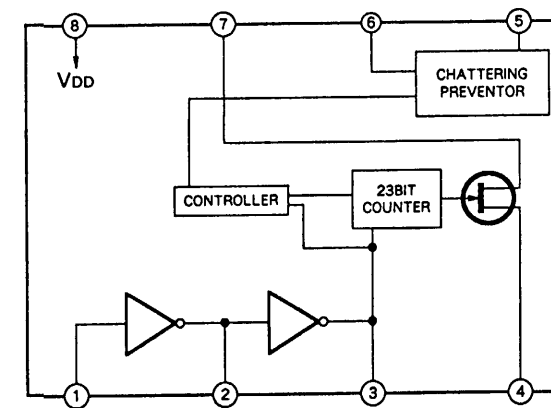 8
7
6
5
VDD
CHATTERING
PREVENTOR
CONTROLLER
23BIT
COUNTER
1
2
3
4